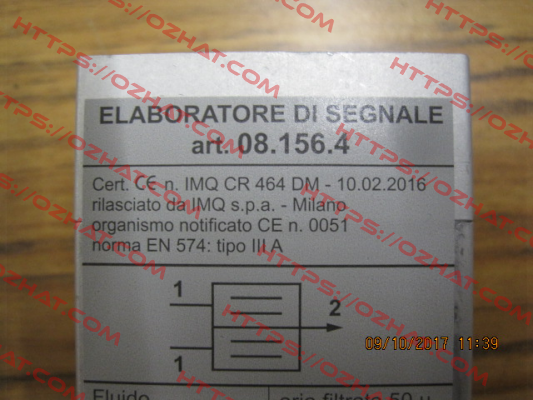 ELABORATORE DI SEGNALE
art. 08.156.4
Cert. CE n. IMQ CR 464 DM - 10.02.2016
rilasciato da IMQ s.p.a. - Milano
organismo notificato CE n. 0051
norma EN 574: tipo III A
1
2
1
09/10/2017 11:39
Fluido aria filtrata 50 µ
HTTPS://OZHAT.COM